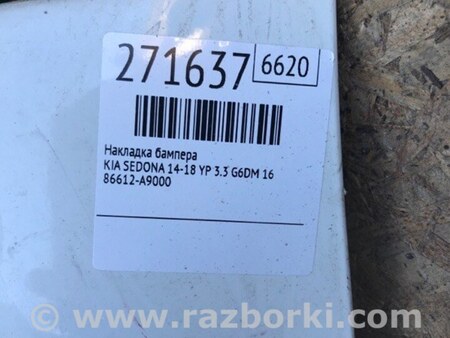 271637 6620
Накладка бампера
KIA SEDONA 14-18 YP 3.3 G6DM 16
86612-A9000
www.razborki.com